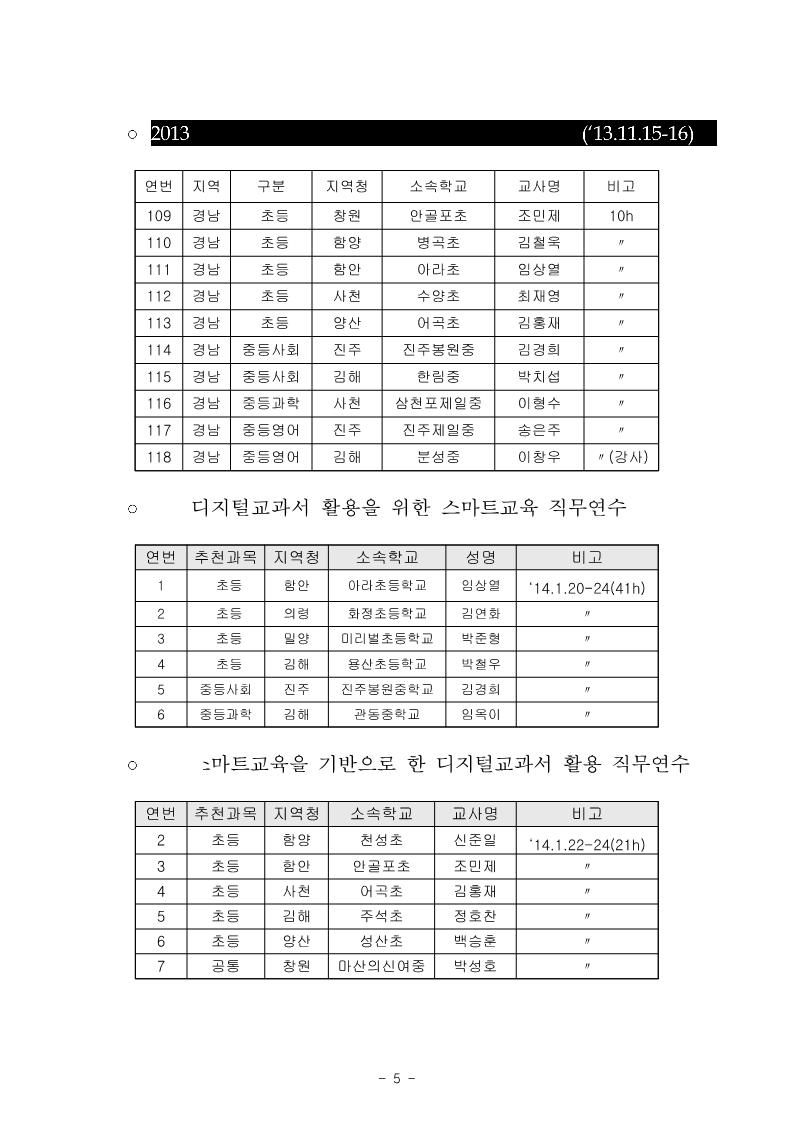 ○ 2013 (‘13.11.15-16)
연번 지역 구분 지역청 소속학교 교사명 비고
109 경남 초등 창원 안골포초 조민제 10h
110 경남 초등 함양 병곡초 김철욱 〃
111 경남 초등 함안 아라초 임상열 〃
112 경남 초등 사천 수양초 최재영 〃
113 경남 초등 양산 어곡초 김홍재 〃
114 경남 중등사회 진주 진주봉원중 김경희 〃
115 경남 중등사회 김해 한림중 박치섭 〃
116 경남 중등과학 사천 삼천포제일중 이형수 〃
117 경남 중등영어 진주 진주제일중 송은주 〃
118 경남 중등영어 김해 분성중 이창우 〃(강사)
○ 디지털교과서 활용을 위한 스마트교육 직무연수
연번 추천과목 지역청 소속학교 성명 비고
1 초등 함안 아라초등학교 임상열 ‘14.1.20-24(41h)
2 초등 의령 화정초등학교 김연화 〃
3 초등 밀양 미리벌초등학교 박준형 〃
4 초등 김해 용산초등학교 박철우 〃
5 중등사회 진주 진주봉원중학교 김경희 〃
6 중등과학 김해 관동중학교 임옥이 〃
○ 마트교육을 기반으로 한 디지털교과서 활용 직무연수
연번 추천과목 지역청 소속학교 교사명 비고
2 초등 함양 천성초 신준일 ‘14.1.22-24(21h)
3 초등 함안 안골포초 조민제 〃
4 초등 사천 어곡초 김홍재 〃
5 초등 김해 주석초 정호찬 〃
6 초등 양산 성산초 백승훈 〃
7 공통 창원 마산의신여중 박성호 〃
- 5 -